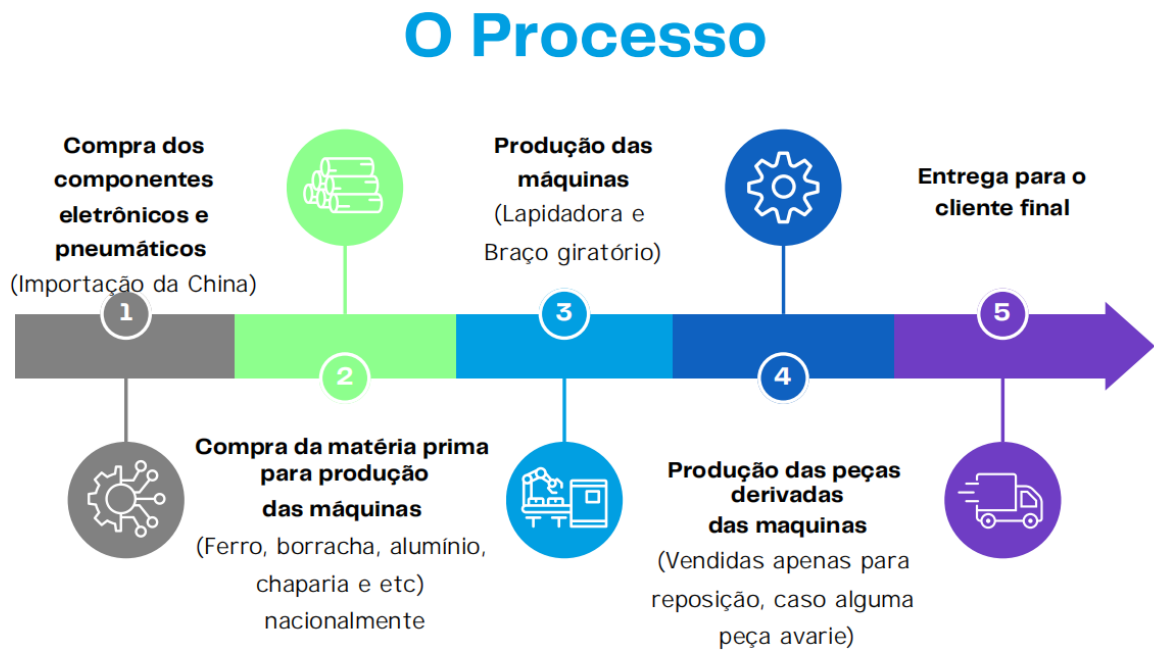 O Processo
Compra dos
componentes
eletrônicos e
pneumáticos
(Importação da China)
1
2
Compra da matéria prima
para produção
das máquinas
(Ferro, borracha, alumínio,
chaparia e etc)
nacionalmente
Produção das
máquinas
(Lapidadora e
Braço giratório)
3
4
Produção das peças
derivadas
das maquinas
(Vendidas apenas para
reposição, caso alguma
peça avarie)
Entrega para o
cliente final
5